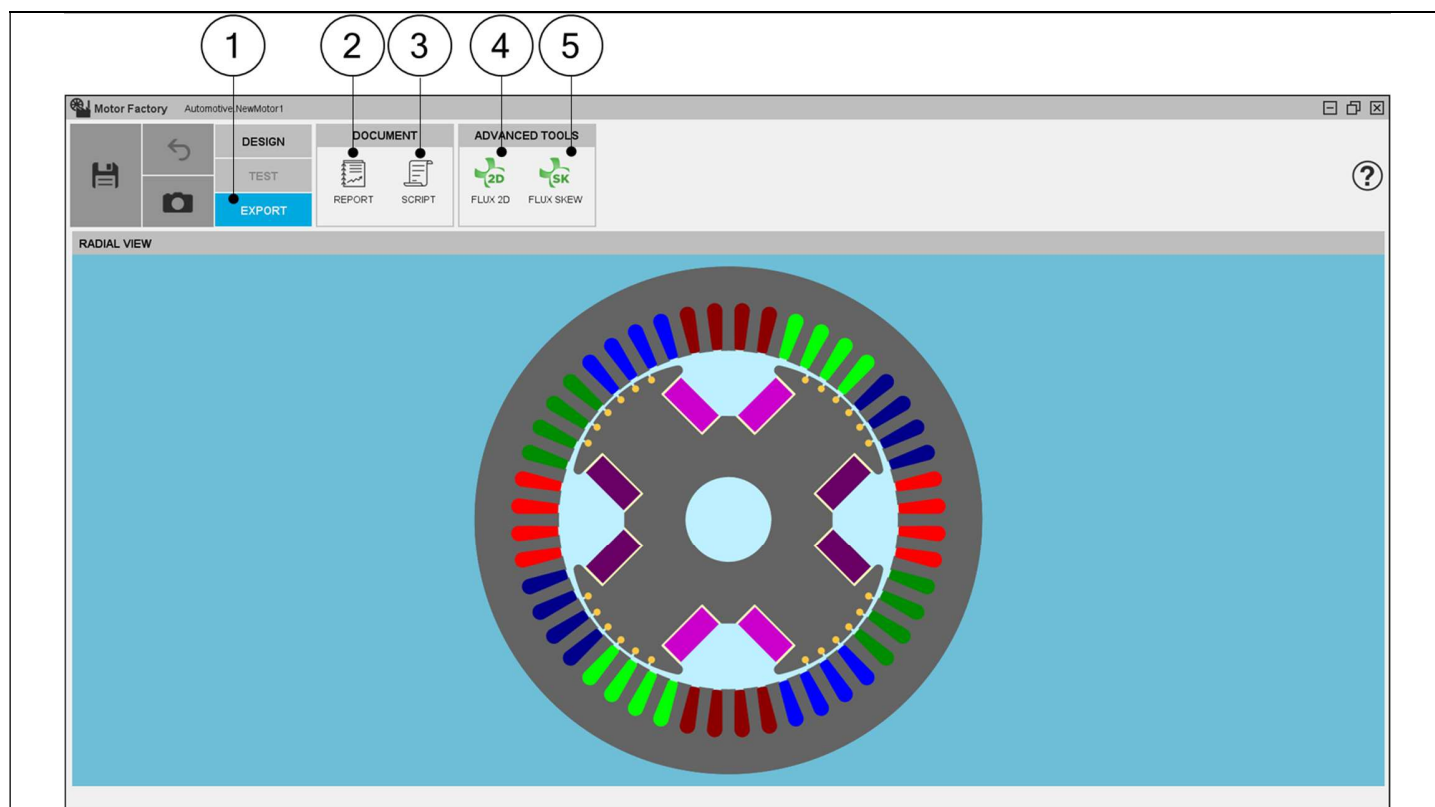 1 2 3 4 5
Motor Factory Automotive.NewMotor1
DESIGN DOCUMENT ADVANCED TOOLS
TEST
2D SK
REPORT SCRIPT FLUX 2D FLUX SKEW
EXPORT
?
RADIAL VIEW